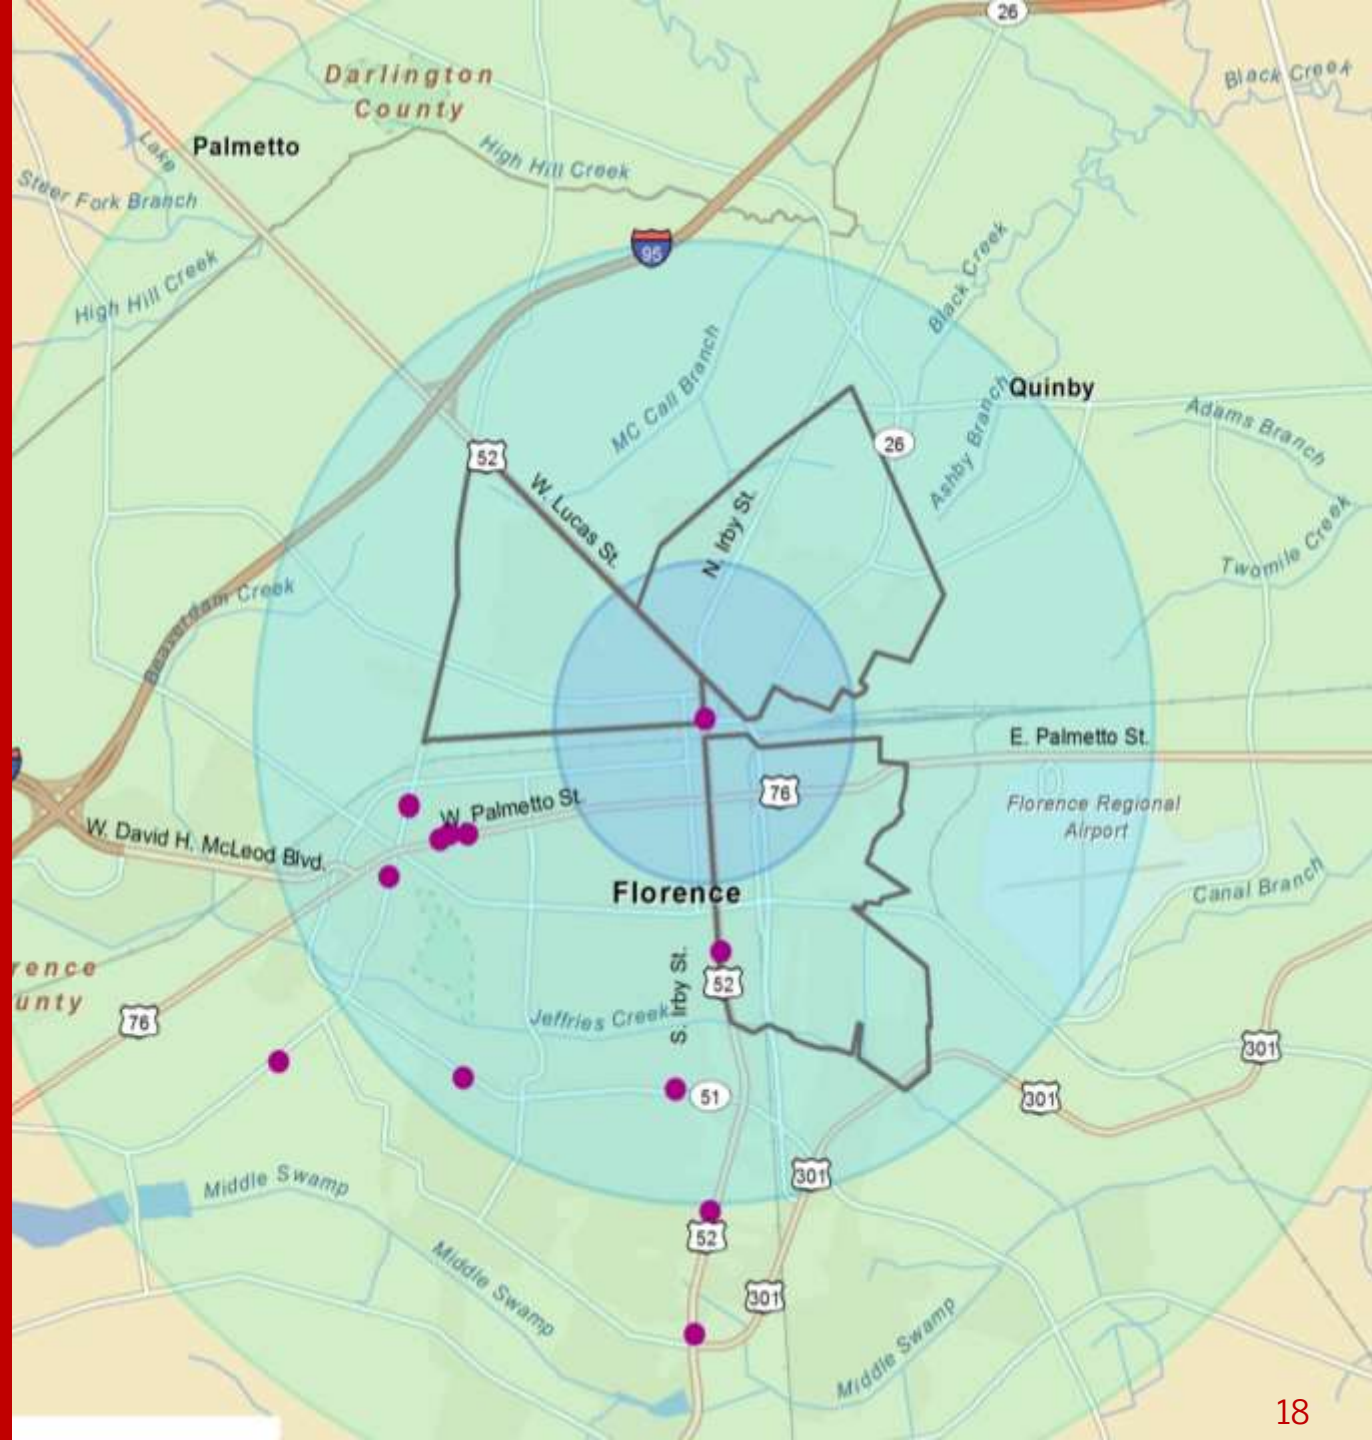 26
Darlington
County
Black Creek
Palmetto
Lake
High Hill Creek
Steer Fork Branch
95
High Hill Creek
Black Creek
MC Call Branch
Quinby
Ashby Branch
Adams Branch
26
52
W. Lucas St.
N. Irby St.
Twomile Creek
Beaverdam Creek
E. Palmetto St.
76
W. Palmetto St.
Florence Regional
Airport
W. David H. McLeod Blvd.
Florence
Canal Branch
rence
unty
S. Irby St.
52
76
Jeffries Creek
301
51
301
301
Middle Swamp
52
Middle Swamp
301
Middle Swamp
18